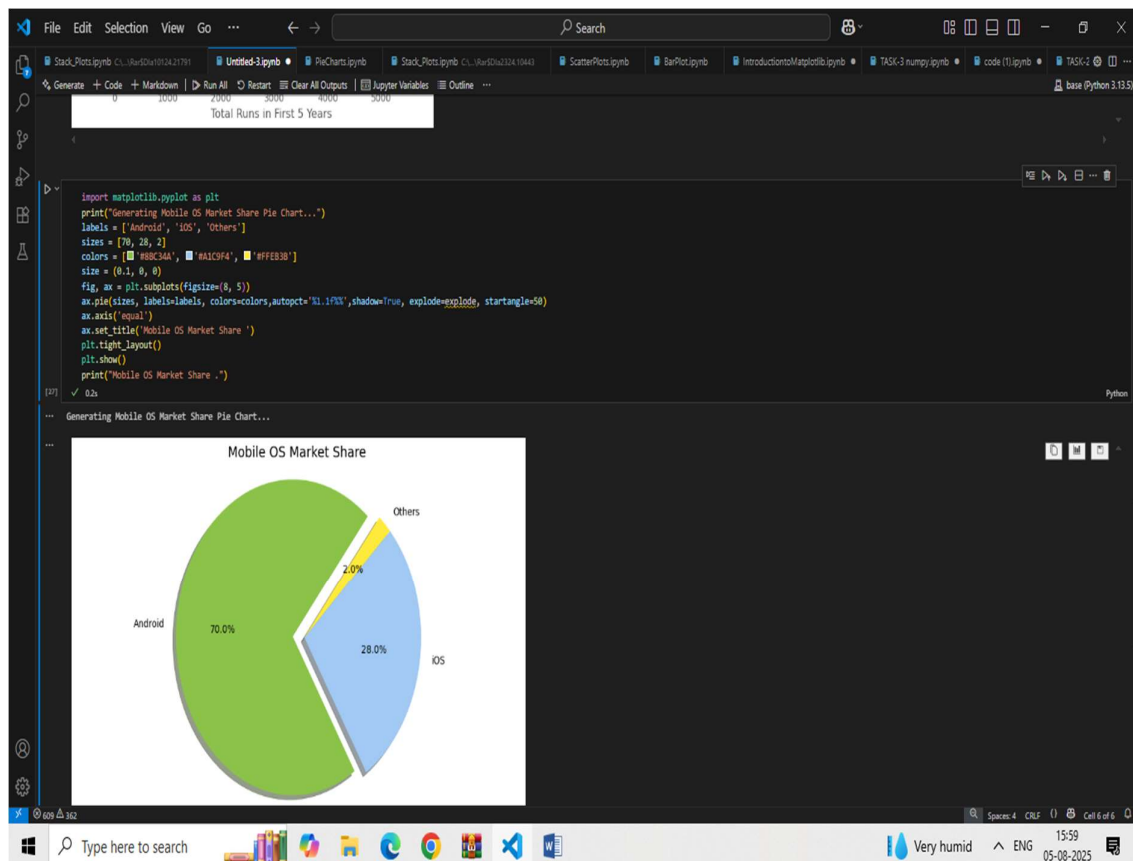 File Edit Selection View Go ··· Search
Stack_Plots.ipynb C:\...\Rar$DIa10124.21791 Untitled-3.ipynb PieCharts.ipynb Stack_Plots.ipynb C:\...\Rar$DIa2324.10443 ScatterPlots.ipynb BarPlot.ipynb IntroductiontoMatplotlib.ipynb TASK-3 numpy.ipynb code (1).ipynb TASK-2
Generate + Code + Markdown | Run All Restart Clear All Outputs | Jupyter Variables Outline ··· base (Python 3.13.5)
0 1000 2000 3000 4000 5000
Total Runs in First 5 Years
import matplotlib.pyplot as plt
print("Generating Mobile OS Market Share Pie Chart...")
labels = ['Android', 'iOS', 'Others']
sizes = [70, 28, 2]
colors = ['#8BC34A', '#A1C9F4', '#FFEB3B']
size = (0.1, 0, 0)
fig, ax = plt.subplots(figsize=(8, 5))
ax.pie(sizes, labels=labels, colors=colors,autopct='%1.1f%%',shadow=True, explode=explode, startangle=50)
ax.axis('equal')
ax.set_title('Mobile OS Market Share ')
plt.tight_layout()
plt.show()
print("Mobile OS Market Share .")
[27] ✓ 0.2s Python
Generating Mobile OS Market Share Pie Chart...
Mobile OS Market Share
Others
2.0%
Android
70.0%
28.0%
iOS
609 362 Spaces: 4 CRLF () Cell 6 of 6
Type here to search Very humid ENG 15:59
05-08-2025